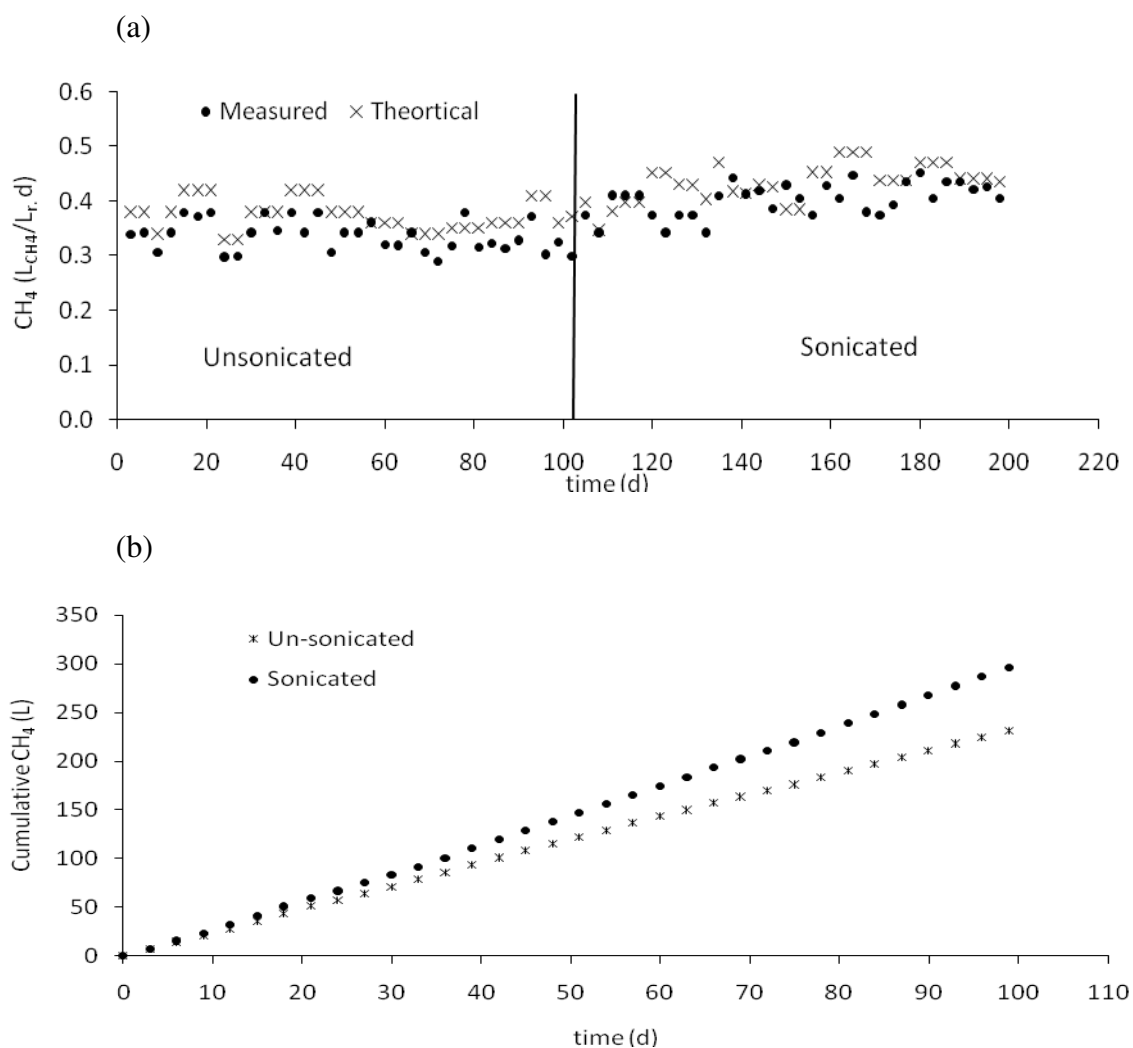 (a)
0.6
● Measured × Theortical
0.5
0.4
0.3
0.2
0.1
0.0
CH₄ (L_CH4/L_r. d)
Unsonicated
Sonicated
0 20 40 60 80 100 120 140 160 180 200 220
time (d)
(b)
350
300
250
200
150
100
50
0
Un-sonicated
Sonicated
Cumulative CH₄ (L)
0 10 20 30 40 50 60 70 80 90 100 110
time (d)